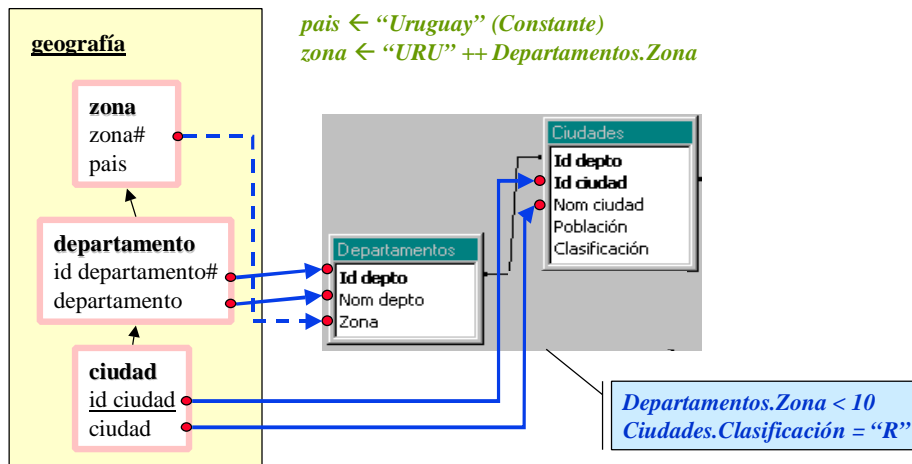 geografía
pais ← “Uruguay” (Constante)
zona ← “URU” ++ Departamentos.Zona
zona
zona#
pais
departamento
id departamento#
departamento
ciudad
id ciudad
ciudad
Departamentos
Id depto
Nom depto
Zona
Ciudades
Id depto
Id ciudad
Nom ciudad
Población
Clasificación
Departamentos.Zona < 10
Ciudades.Clasificación = “R”